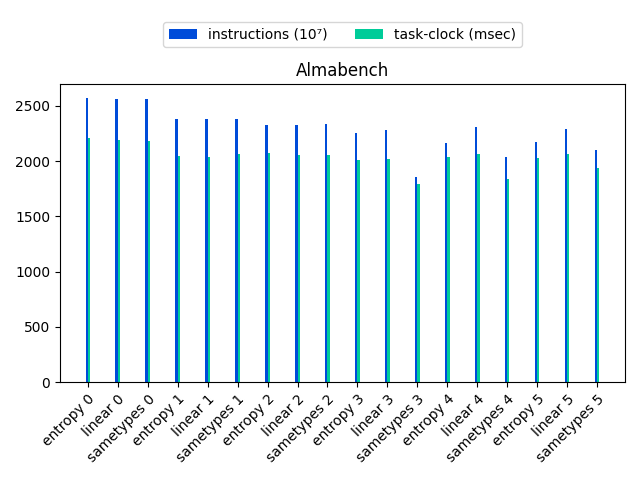 instructions (10⁷) task-clock (msec)
Almabench
2500
2000
1500
1000
500
0
entropy 0
linear 0
sametypes 0
entropy 1
linear 1
sametypes 1
entropy 2
linear 2
sametypes 2
entropy 3
linear 3
sametypes 3
entropy 4
linear 4
sametypes 4
entropy 5
linear 5
sametypes 5